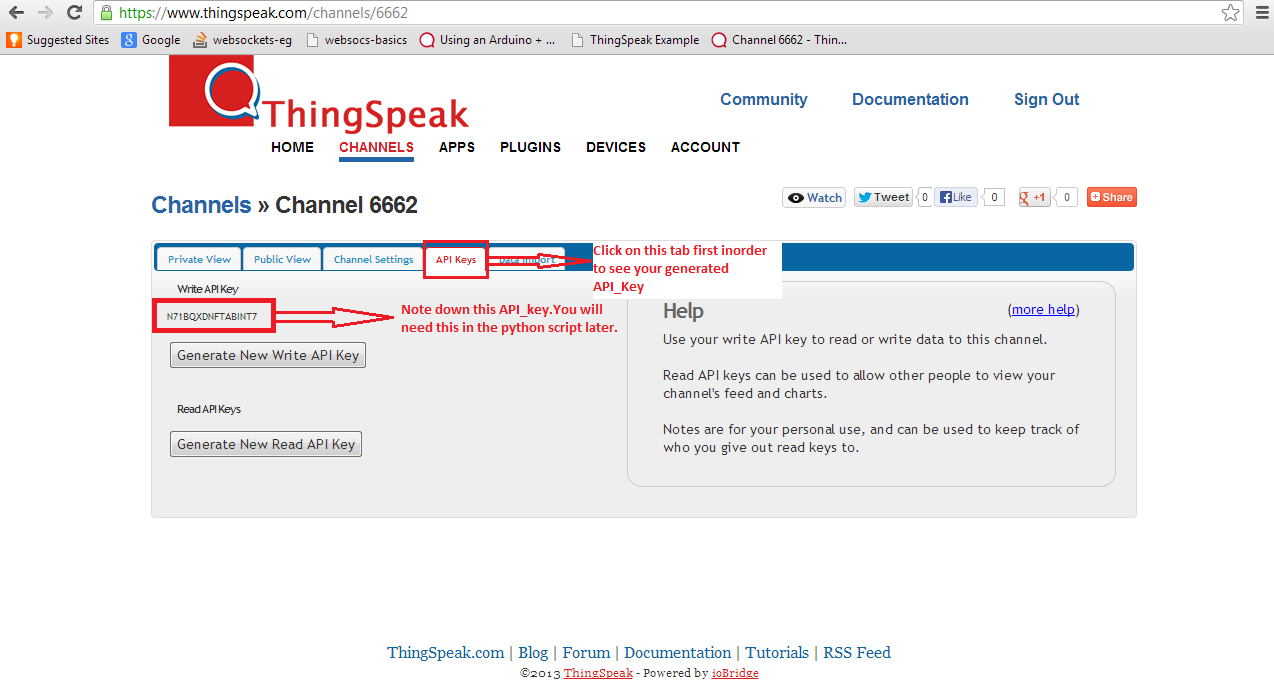 https://www.thingspeak.com/channels/6662
Suggested Sites Google websockets-eg websocs-basics Using an Arduino + ... ThingSpeak Example Channel 6662 - Thin...
ThingSpeak
Community Documentation Sign Out
HOME CHANNELS APPS PLUGINS DEVICES ACCOUNT
Channels » Channel 6662
Watch Tweet 0 Like 0 +1 0 Share
Private View Public View Channel Settings API Keys Data Import
Click on this tab first inorder
to see your generated
API_Key
Write API Key
N71BQXDNFTABINT7
Note down this API_key.You will
need this in the python script later.
Generate New Write API Key
Read API Keys
Generate New Read API Key
Help (more help)
Use your write API key to read or write data to this channel.
Read API keys can be used to allow other people to view your
channel's feed and charts.
Notes are for your personal use, and can be used to keep track of
who you give out read keys to.
ThingSpeak.com | Blog | Forum | Documentation | Tutorials | RSS Feed
©2013 ThingSpeak - Powered by ioBridge